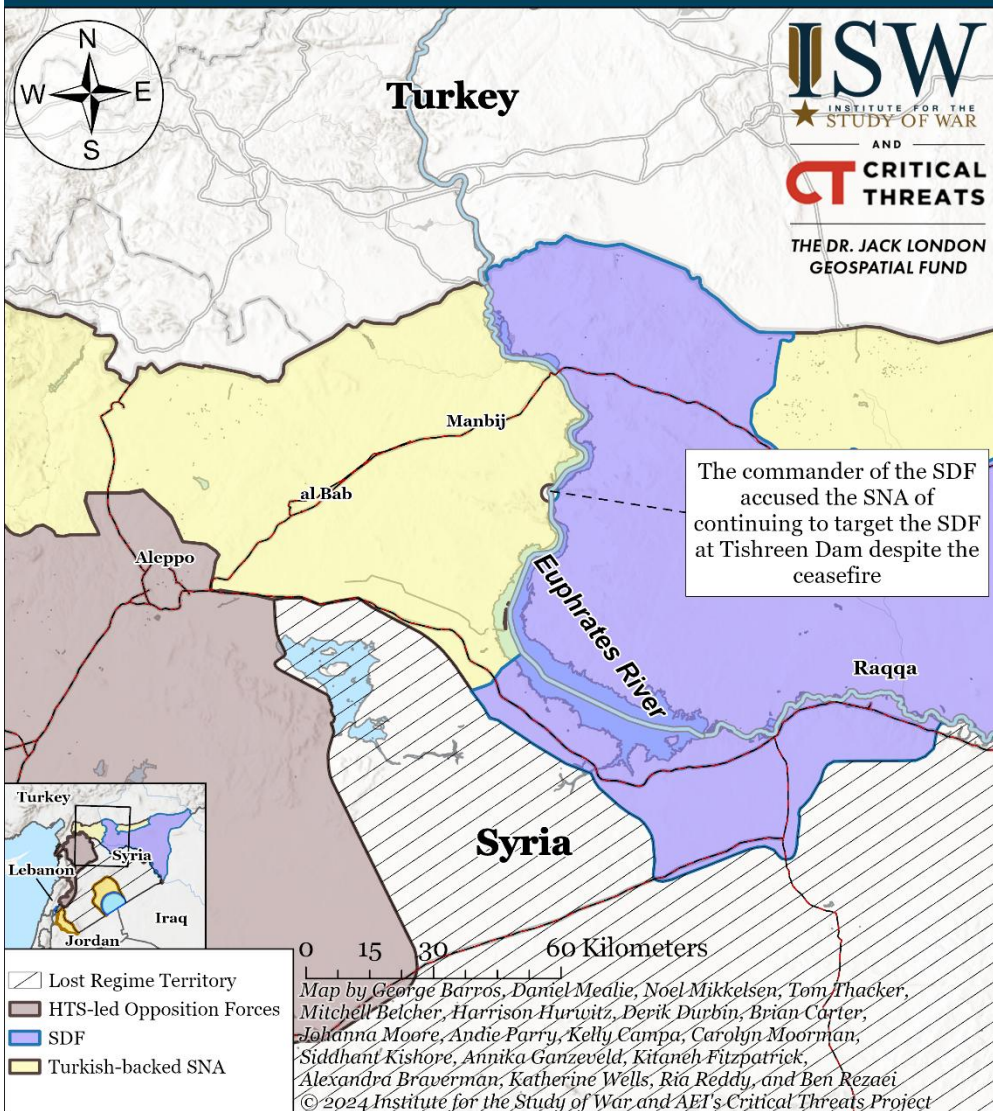 N
W
E
S
Turkey
ISW
INSTITUTE FOR THE
STUDY OF WAR
AND
CT CRITICAL
THREATS
THE DR. JACK LONDON
GEOSPATIAL FUND
Manbij
al Bab
Aleppo
The commander of the SDF
accused the SNA of
continuing to target the SDF
at Tishreen Dam despite the
ceasefire
Euphrates River
Raqqa
Syria
Turkey
Syria
Lebanon
Iraq
Jordan
0 15 30 60 Kilometers
Lost Regime Territory
HTS-led Opposition Forces
SDF
Turkish-backed SNA
Map by George Barros, Daniel Mealie, Noel Mikkelsen, Tom Thacker,
Mitchell Belcher, Harrison Hurwitz, Derik Durbin, Brian Carter,
Johanna Moore, Andie Parry, Kelly Campa, Carolyn Moorman,
Siddhant Kishore, Annika Ganzeveld, Kitaneh Fitzpatrick,
Alexandra Braverman, Katherine Wells, Ria Reddy, and Ben Rezaei
© 2024 Institute for the Study of War and AEI's Critical Threats Project